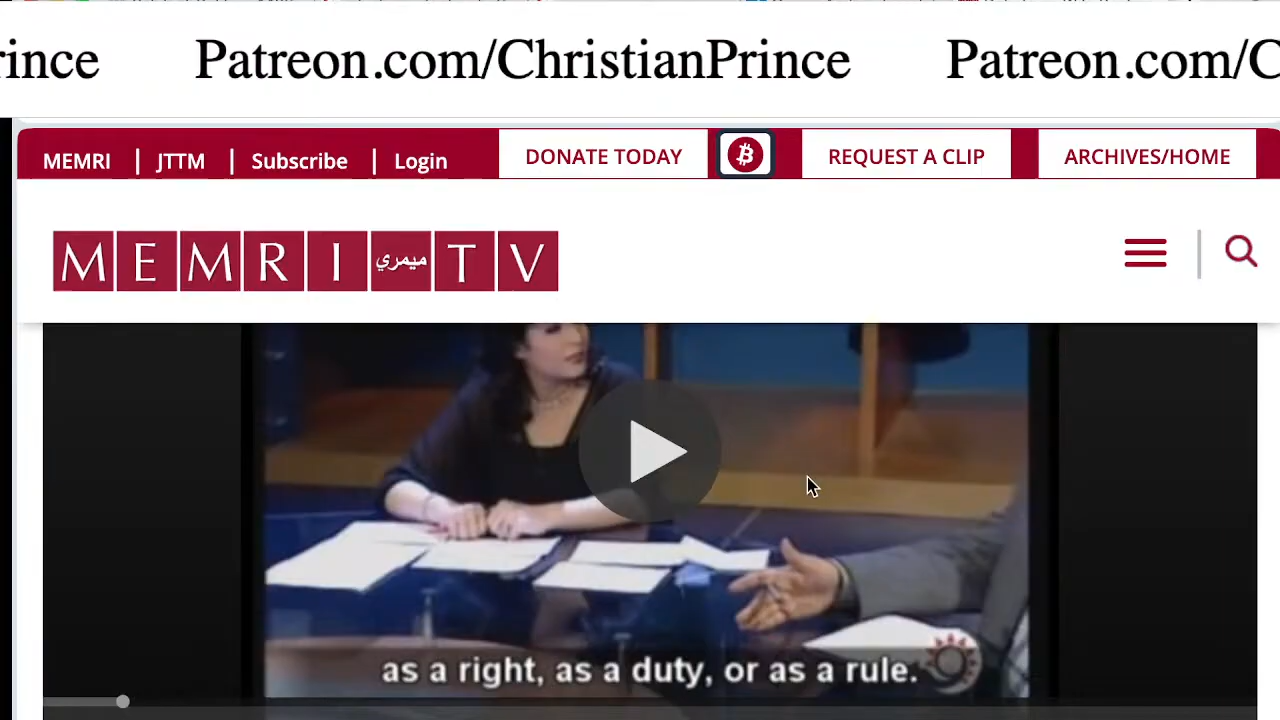 rince Patreon.com/ChristianPrince Patreon.com/C
MEMRI | JTTM | Subscribe | Login DONATE TODAY REQUEST A CLIP ARCHIVES/HOME
MEMRI ميمري TV
as a right, as a duty, or as a rule.